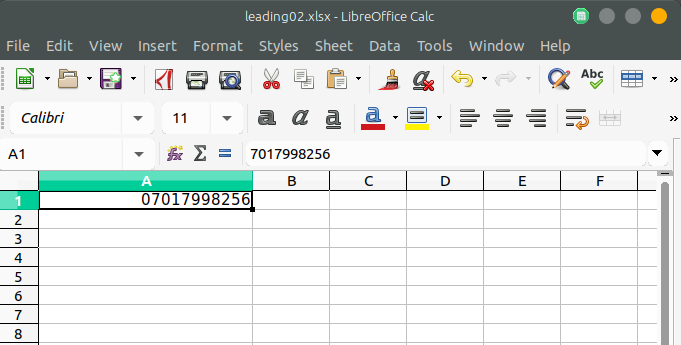 leading02.xlsx - LibreOffice Calc
File Edit View Insert Format Styles Sheet Data Tools Window Help
Abc
Calibri 11 a a a a a
A1 fx Σ = 7017998256
A B C D E F
1 07017998256
2
3
4
5
6
7
8